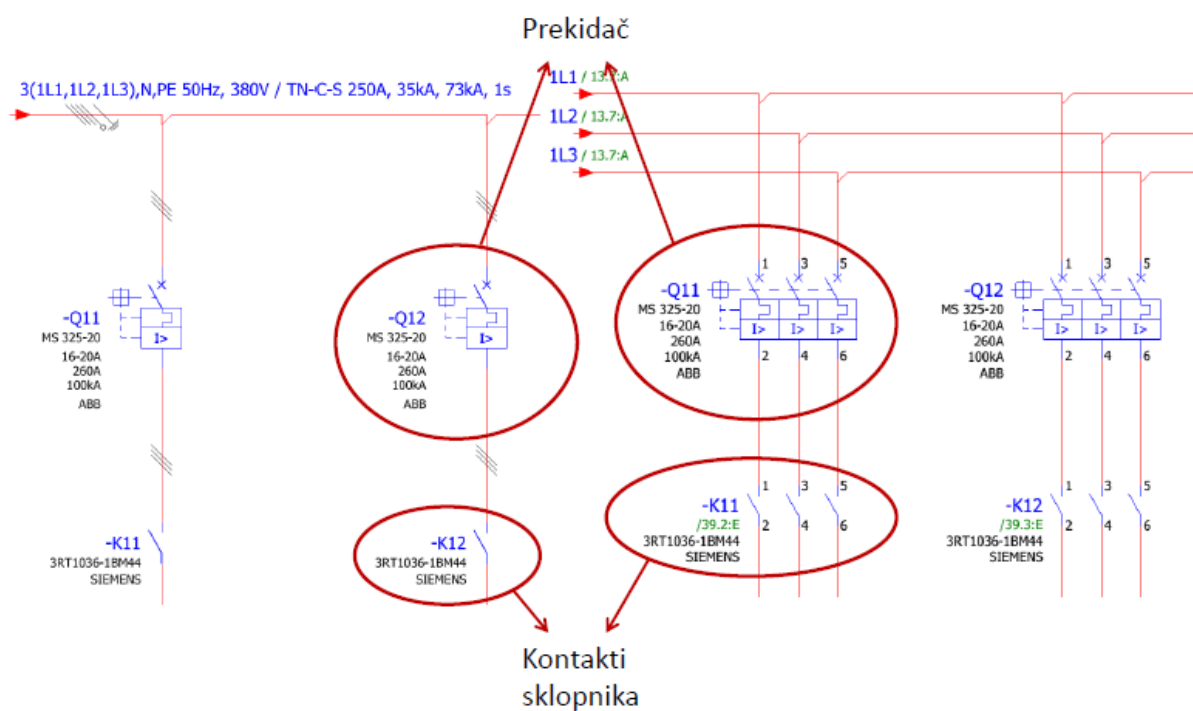 Prekidač
3(1L1,1L2,1L3),N,PE 50Hz, 380V / TN-C-S 250A, 35kA, 73kA, 1s
1L1 / 13.7:A
1L2 / 13.7:A
1L3 / 13.7:A
-Q11
MS 325-20
16-20A
260A
100kA
ABB
I>
-Q12
MS 325-20
16-20A
260A
100kA
ABB
I>
1 3 5
-Q11
MS 325-20
16-20A
260A
100kA
ABB
I> I> I>
2 4 6
1 3 5
-Q12
MS 325-20
16-20A
260A
100kA
ABB
I> I> I>
2 4 6
-K11
3RT1036-1BM44
SIEMENS
-K12
3RT1036-1BM44
SIEMENS
1 3 5
-K11
/39.2:E
3RT1036-1BM44
SIEMENS
2 4 6
1 3 5
-K12
/39.3:E
3RT1036-1BM44
SIEMENS
2 4 6
Kontakti
sklopnika